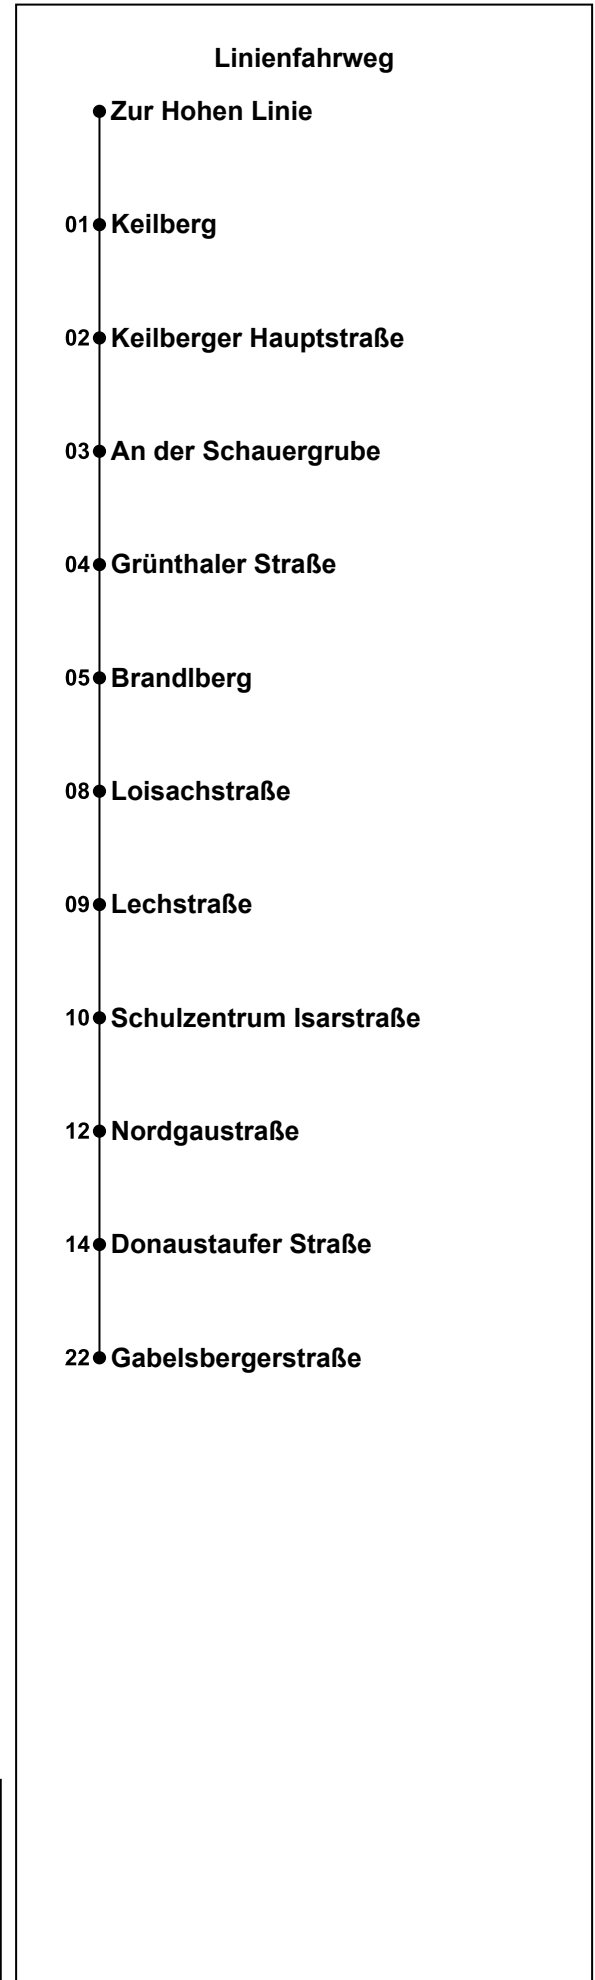 Linienfahrweg
Zur Hohen Linie
01 Keilberg
02 Keilberger Hauptstraße
03 An der Schauergrube
04 Grünthaler Straße
05 Brandlberg
08 Loisachstraße
09 Lechstraße
10 Schulzentrum Isarstraße
12 Nordgaustraße
14 Donaustaufer Straße
22 Gabelsbergerstraße